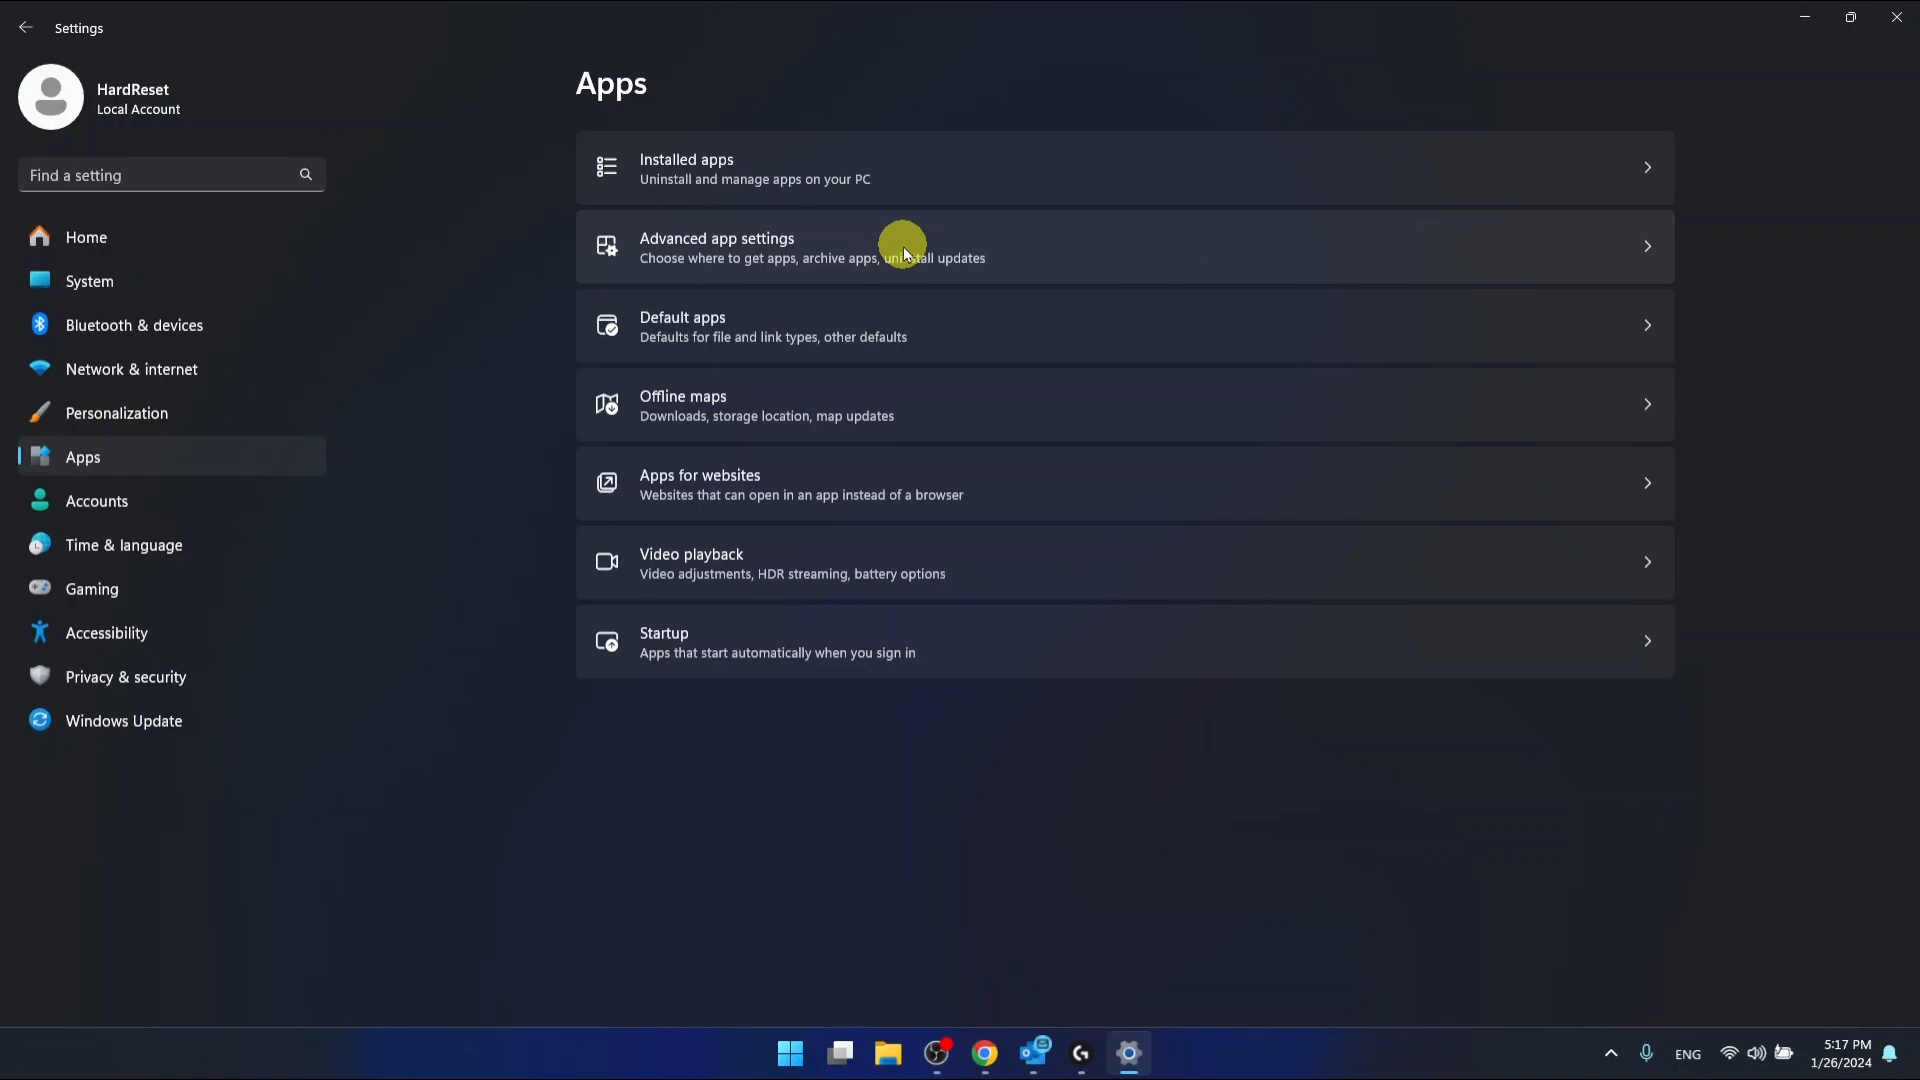 Settings
HardReset
Local Account
Find a setting
Home
System
Bluetooth & devices
Network & internet
Personalization
Apps
Accounts
Time & language
Gaming
Accessibility
Privacy & security
Windows Update
Apps
Installed apps
Uninstall and manage apps on your PC
Advanced app settings
Choose where to get apps, archive apps, uninstall updates
Default apps
Defaults for file and link types, other defaults
Offline maps
Downloads, storage location, map updates
Apps for websites
Websites that can open in an app instead of a browser
Video playback
Video adjustments, HDR streaming, battery options
Startup
Apps that start automatically when you sign in
ENG
5:17 PM
1/26/2024